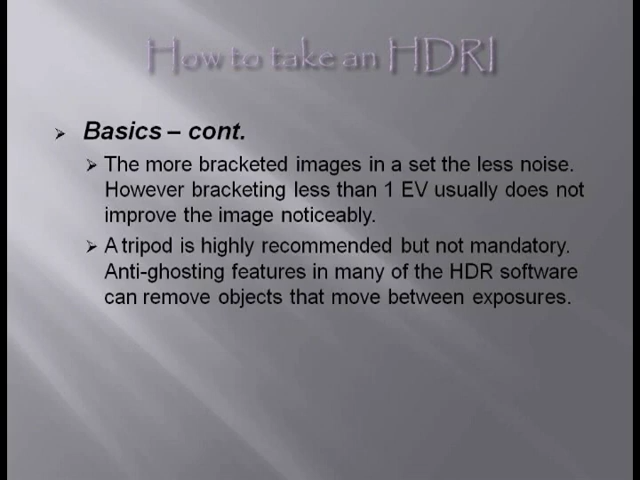 How to take an HDRI
Basics – cont.
The more bracketed images in a set the less noise.
However bracketing less than 1 EV usually does not
improve the image noticeably.
A tripod is highly recommended but not mandatory.
Anti-ghosting features in many of the HDR software
can remove objects that move between exposures.